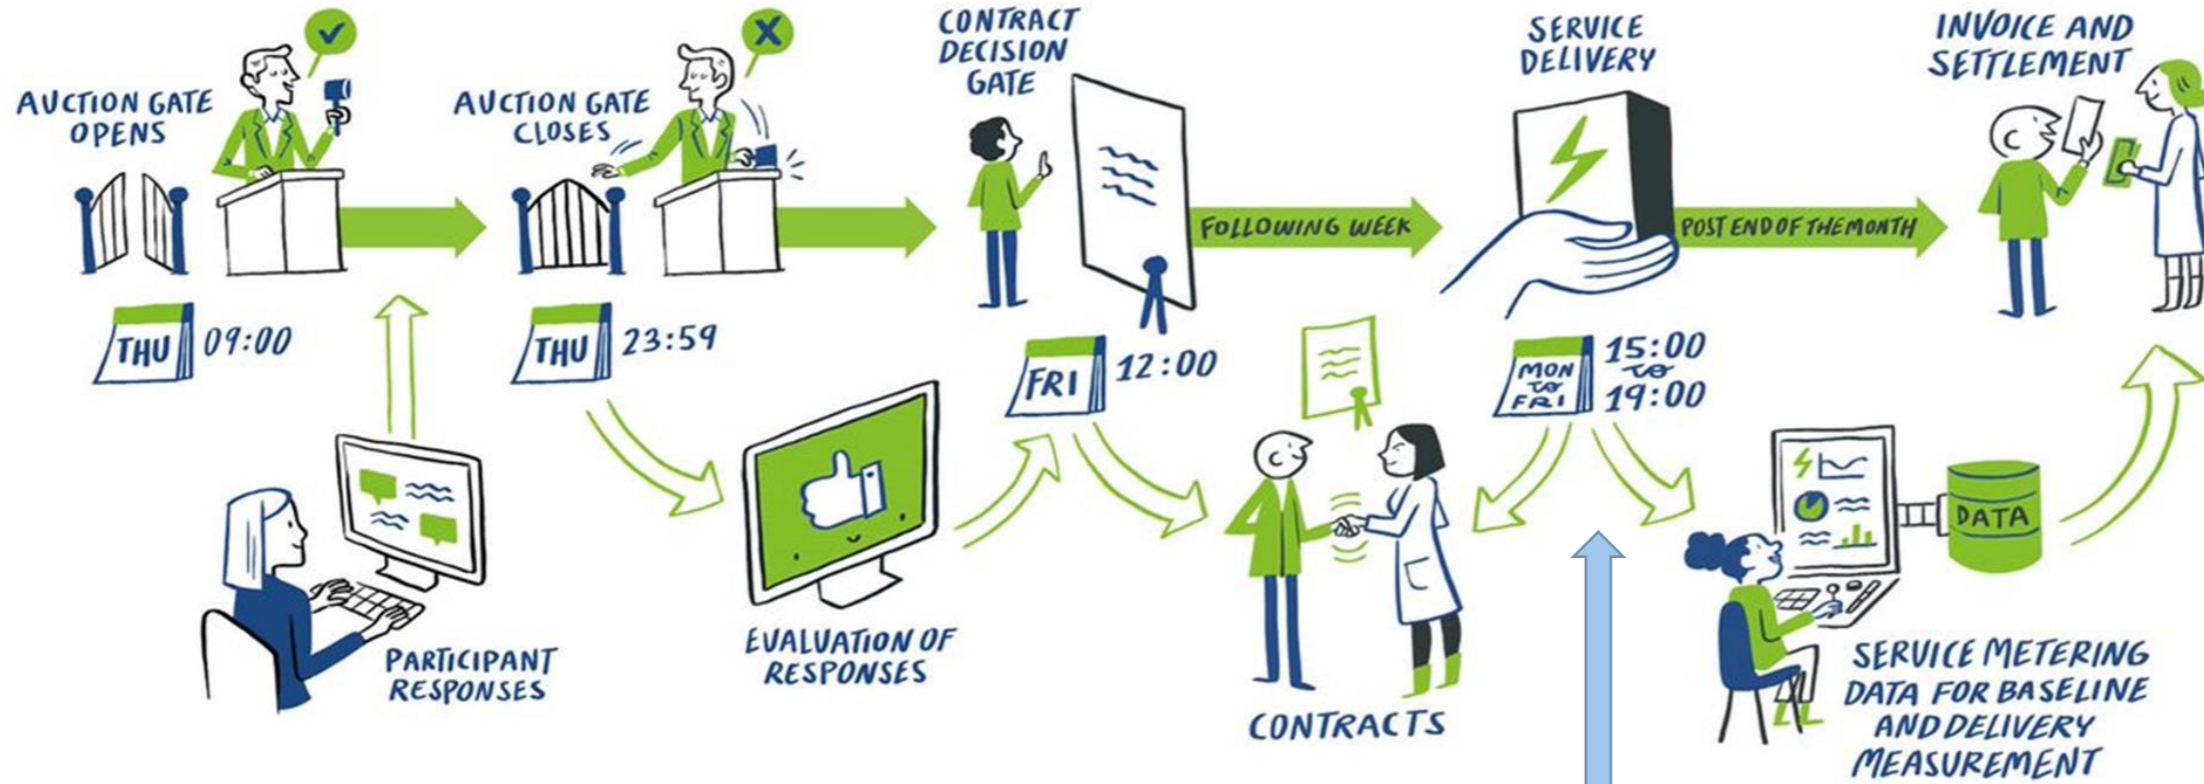 AUCTION GATE
OPENS
THU 09:00
PARTICIPANT
RESPONSES
AUCTION GATE
CLOSES
THU 23:59
EVALUATION OF
RESPONSES
CONTRACT
DECISION
GATE
FRI 12:00
FOLLOWING WEEK
CONTRACTS
SERVICE
DELIVERY
MON
TO
FRI
15:00
TO
19:00
POST END OF THE MONTH
DATA
SERVICE METERING
DATA FOR BASELINE
AND DELIVERY
MEASUREMENT
INVOICE AND
SETTLEMENT